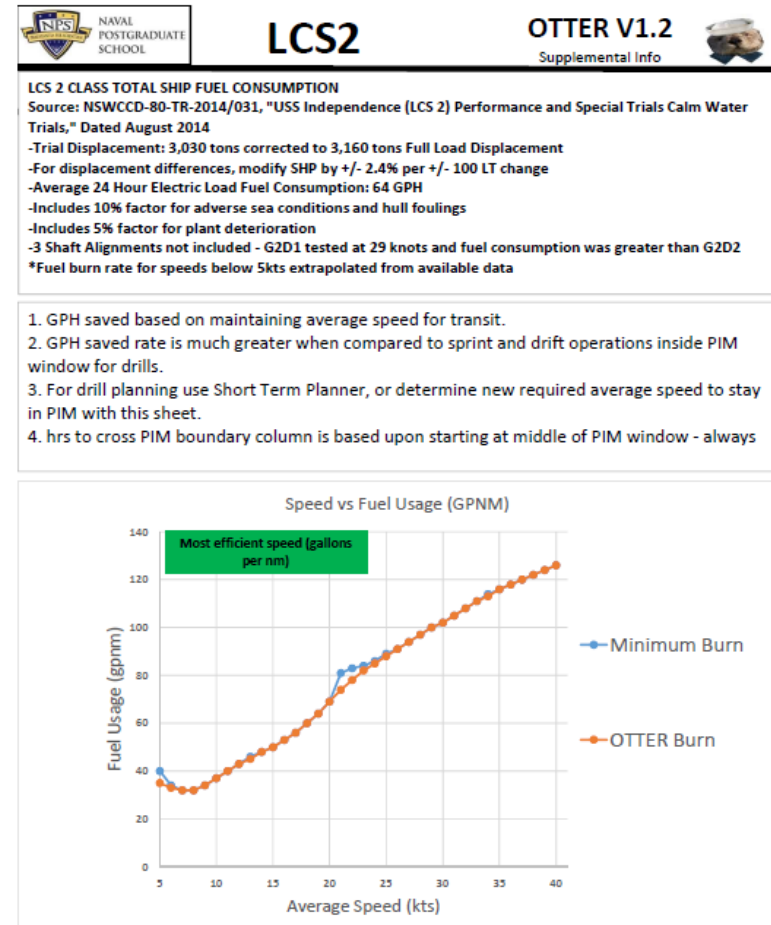 NPS
NAVAL
POSTGRADUATE
SCHOOL
LCS2
OTTER V1.2
Supplemental Info
LCS 2 CLASS TOTAL SHIP FUEL CONSUMPTION
Source: NSWCCD-80-TR-2014/031, "USS Independence (LCS 2) Performance and Special Trials Calm Water
Trials," Dated August 2014
-Trial Displacement: 3,030 tons corrected to 3,160 tons Full Load Displacement
-For displacement differences, modify SHP by +/- 2.4% per +/- 100 LT change
-Average 24 Hour Electric Load Fuel Consumption: 64 GPH
-Includes 10% factor for adverse sea conditions and hull foulings
-Includes 5% factor for plant deterioration
-3 Shaft Alignments not included - G2D1 tested at 29 knots and fuel consumption was greater than G2D2
*Fuel burn rate for speeds below 5kts extrapolated from available data
1. GPH saved based on maintaining average speed for transit.
2. GPH saved rate is much greater when compared to sprint and drift operations inside PIM
window for drills.
3. For drill planning use Short Term Planner, or determine new required average speed to stay
in PIM with this sheet.
4. hrs to cross PIM boundary column is based upon starting at middle of PIM window - always
Speed vs Fuel Usage (GPNM)
Most efficient speed (gallons
per nm)
140
120
100
80
60
40
20
0
Fuel Usage (gpnm)
5 10 15 20 25 30 35 40
Average Speed (kts)
Minimum Burn
OTTER Burn